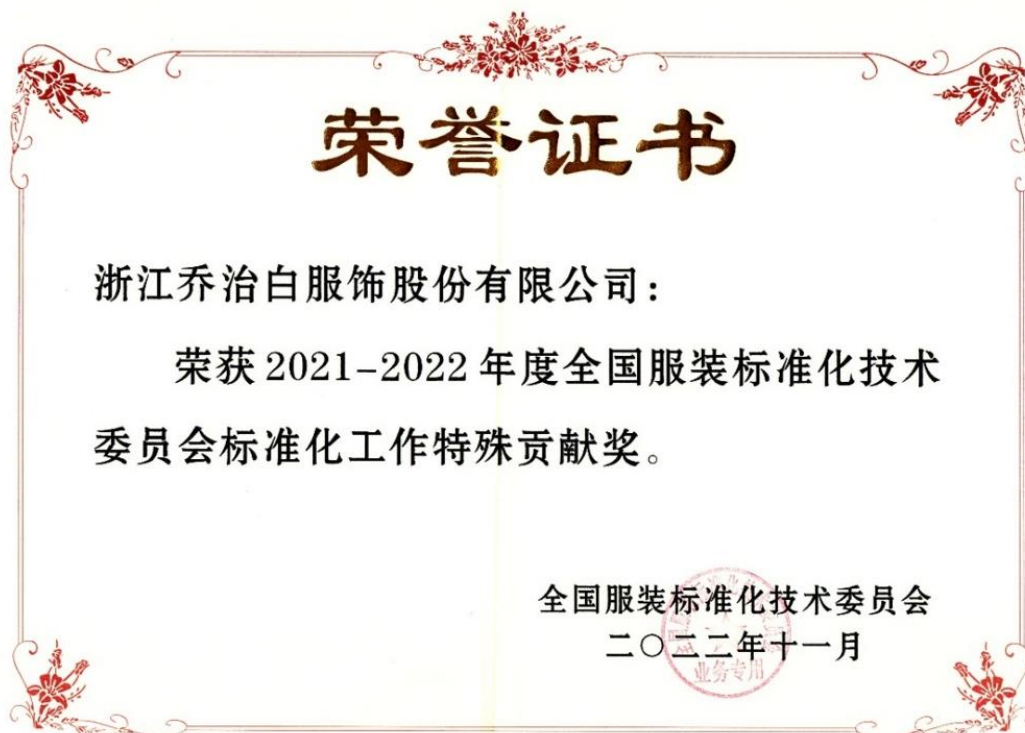 荣誉证书
浙江乔治白服饰股份有限公司：
荣获2021-2022年度全国服装标准化技术
委员会标准化工作特殊贡献奖。
全国服装标准化技术委员会
二〇二二年十一月
业务专用